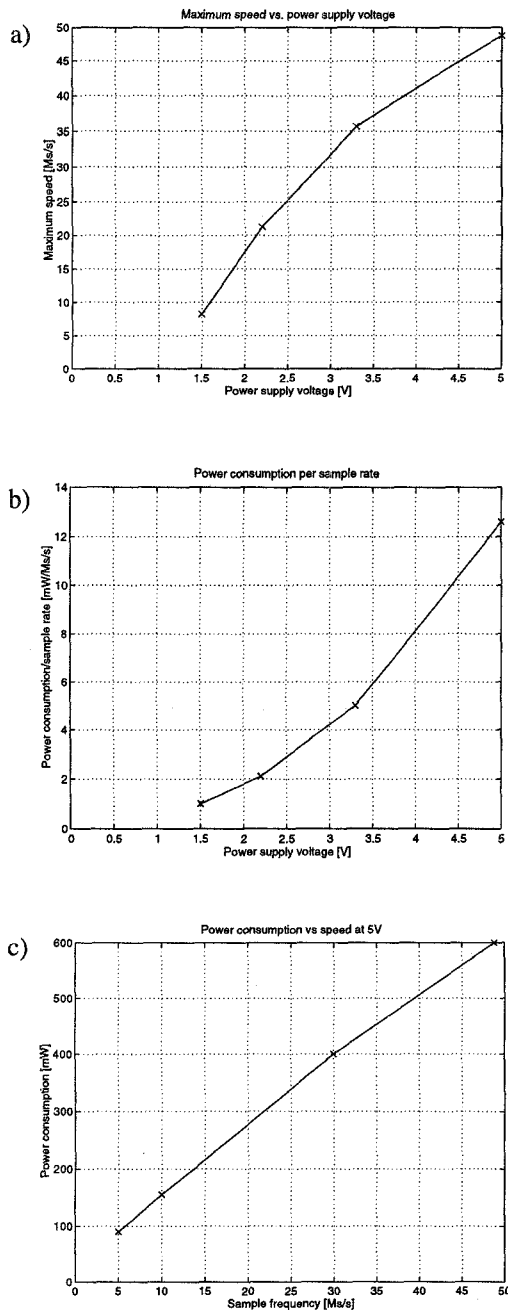 a)
Maximum speed vs. power supply voltage
Maximum speed [Ms/s]
50
45
40
35
30
25
20
15
10
5
0
0 0.5 1 1.5 2 2.5 3 3.5 4 4.5 5
Power supply voltage [V]
b)
Power consumption per sample rate
Power consumption/sample rate [mW/Ms/s]
14
12
10
8
6
4
2
0
0 0.5 1 1.5 2 2.5 3 3.5 4 4.5 5
Power supply voltage [V]
c)
Power consumption vs speed at 5V
Power consumption [mW]
600
500
400
300
200
100
0
0 5 10 15 20 25 30 35 40 45 50
Sample frequency [Ms/s]